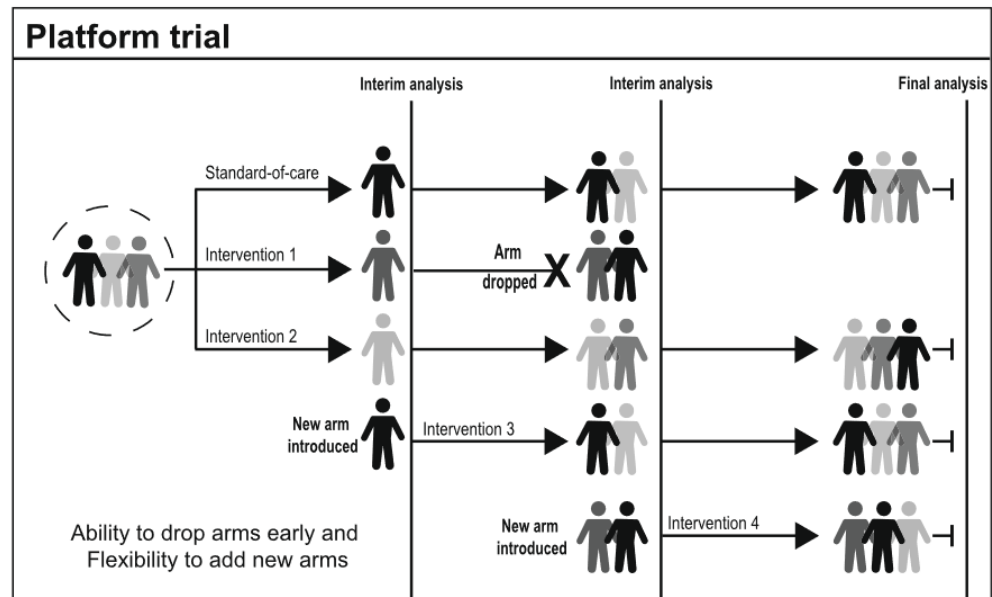 Platform trial
Interim analysis
Interim analysis
Final analysis
Standard-of-care
Intervention 1
Arm
dropped
X
Intervention 2
New arm
introduced
Intervention 3
New arm
introduced
Intervention 4
Ability to drop arms early and
Flexibility to add new arms